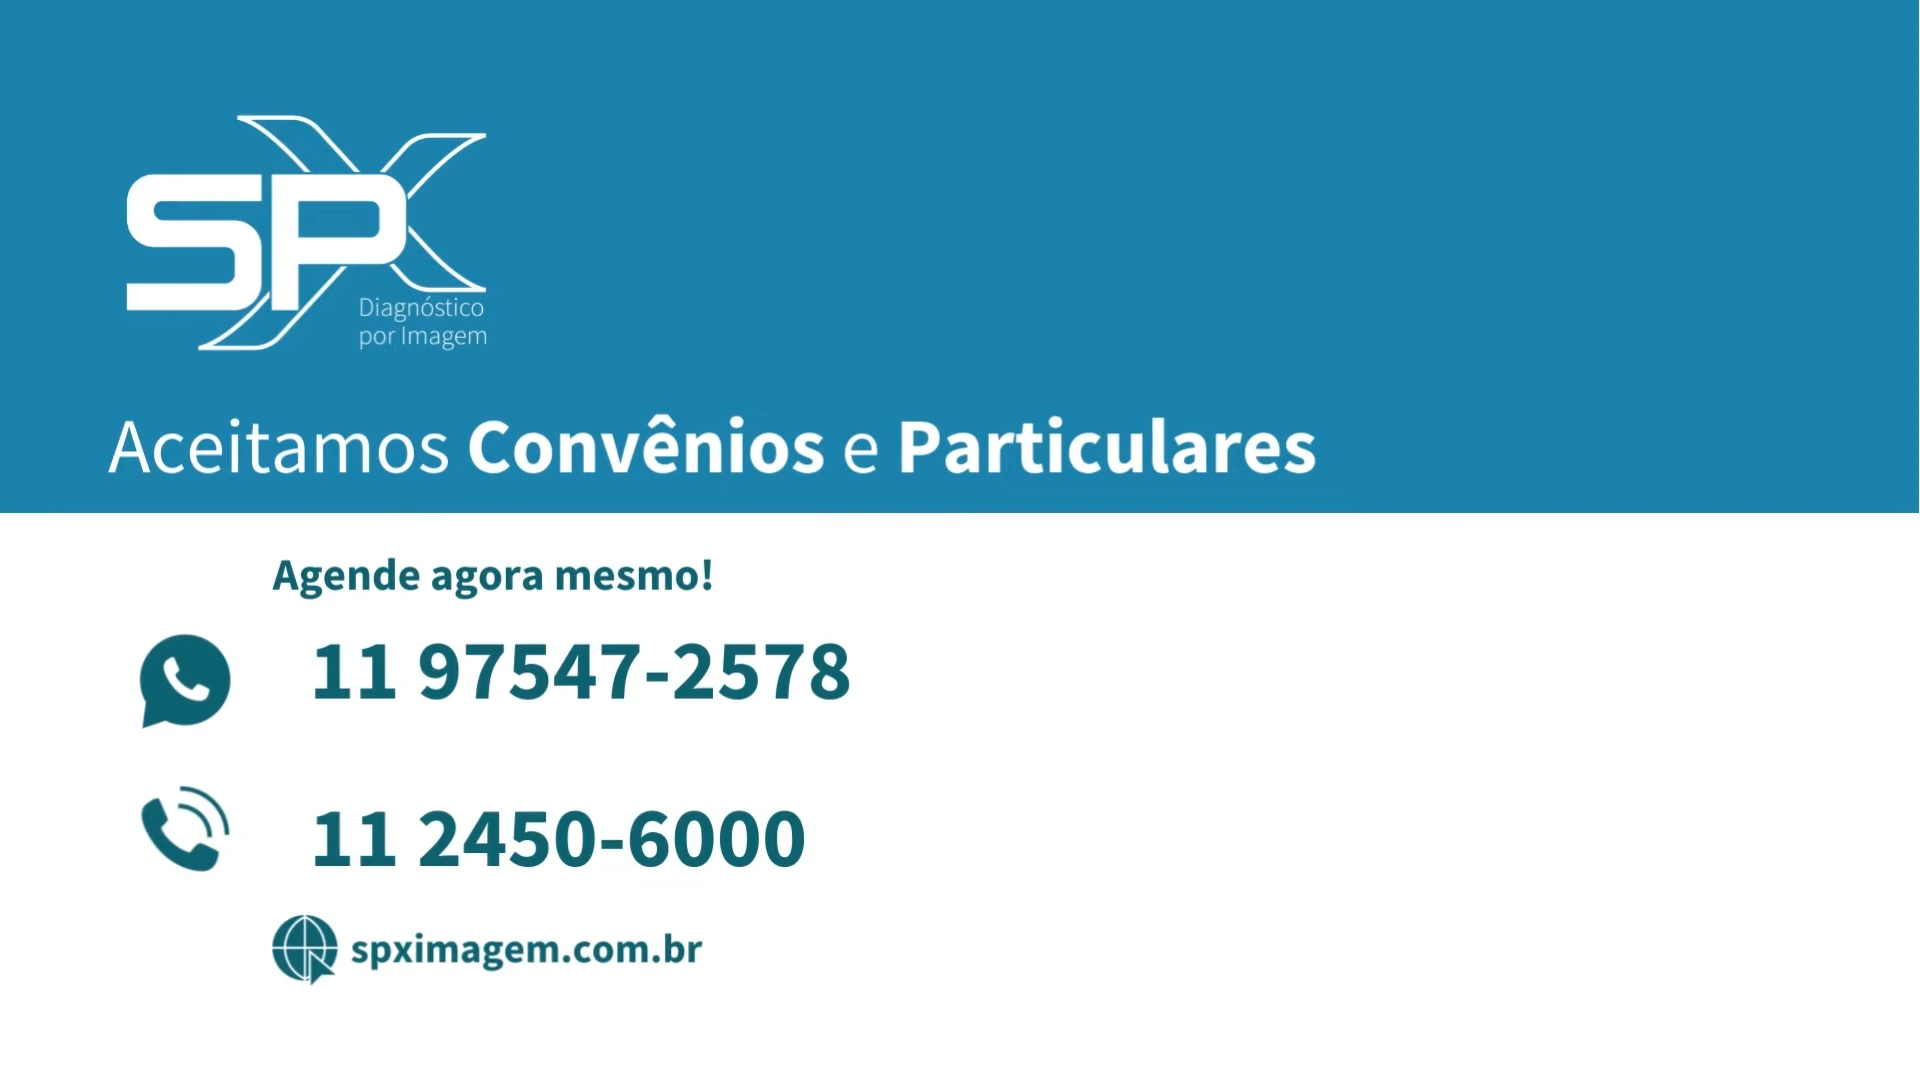 SPX
Diagnóstico
por Imagem
Aceitamos Convênios e Particulares
Agende agora mesmo!
11 97547-2578
11 2450-6000
spximagem.com.br